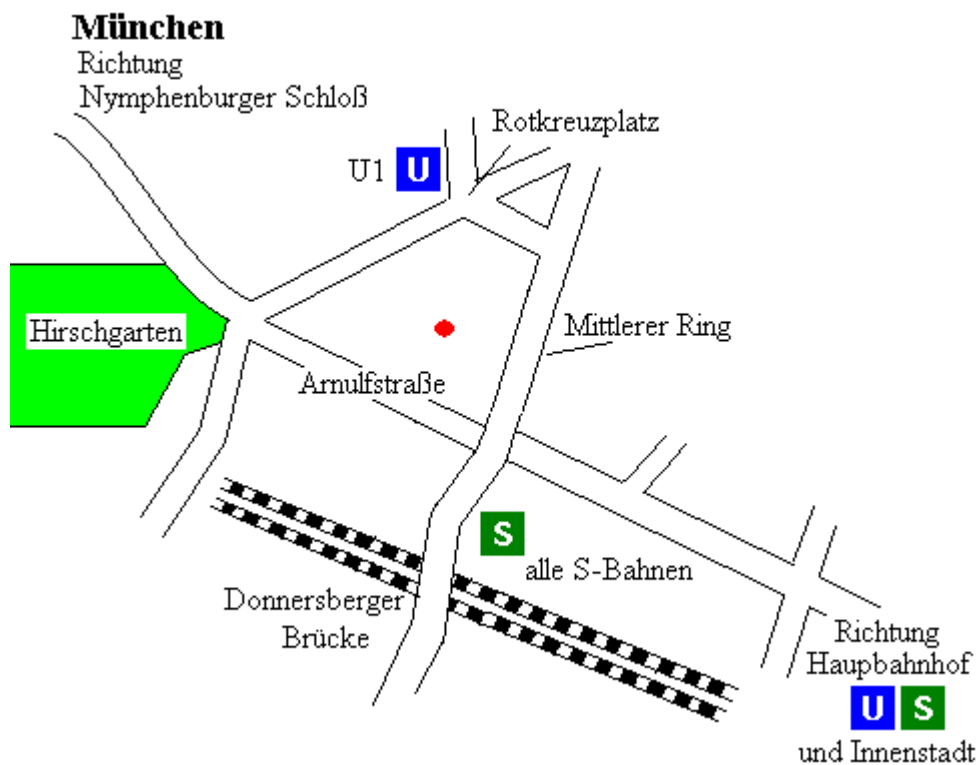 München
Richtung
Nymphenburger Schloß
Rotkreuzplatz
U1 U
Hirschgarten
Mittlerer Ring
Arnulfstraße
S
alle S-Bahnen
Donnersberger
Brücke
Richtung
Haupbahnhof
U S
und Innenstadt